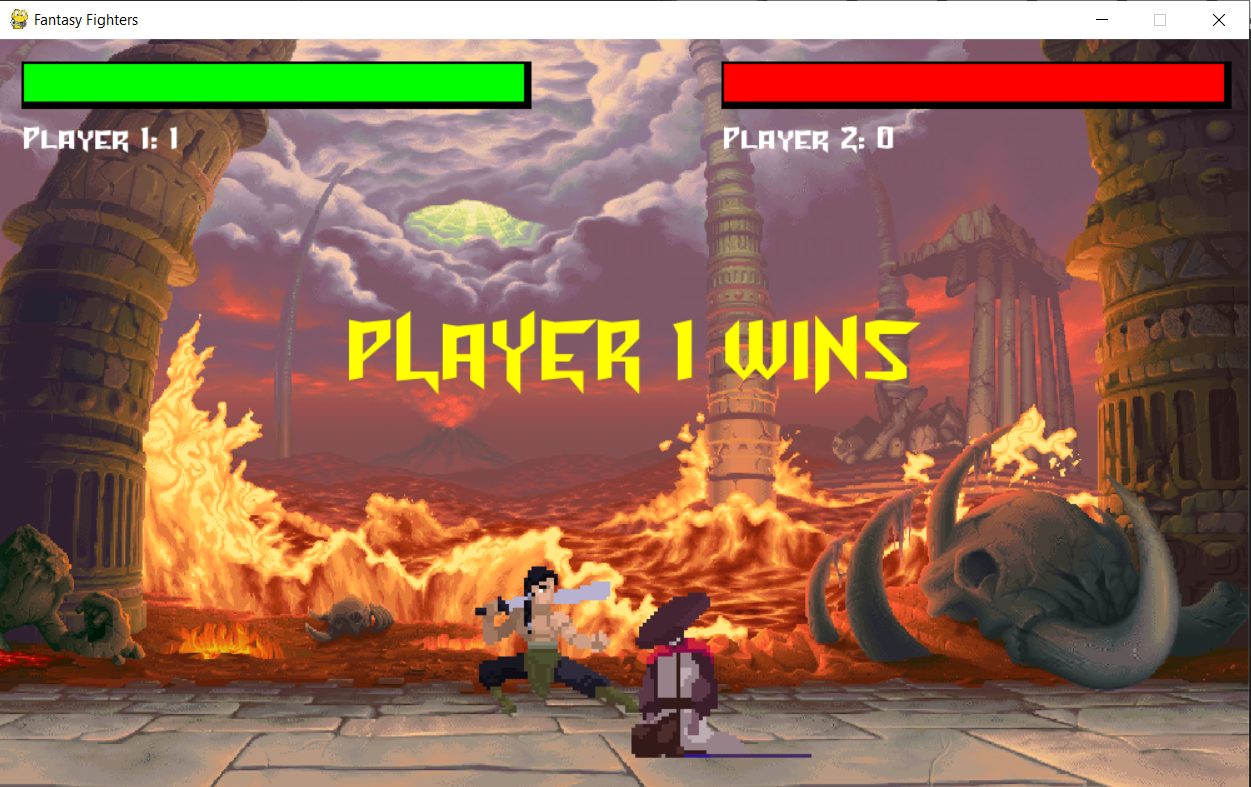 Fantasy Fighters
Player 1: 1
Player 2: 0
PLAYER 1 WINS